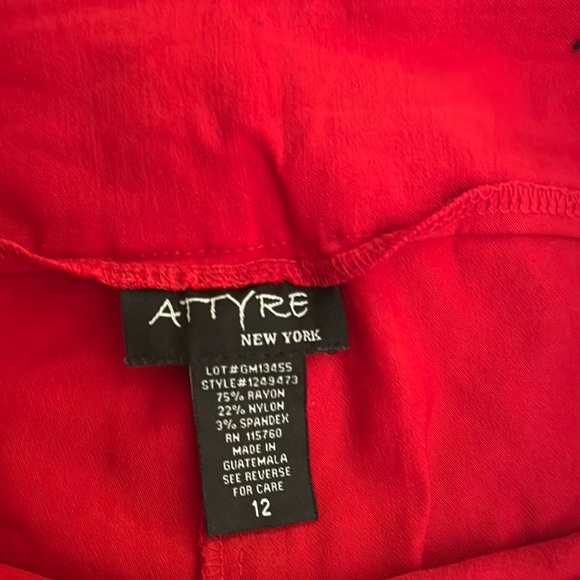 ATTYRE
NEW YORK
LOT#GM13455
STYLE#1249473
75% RAYON
22% NYLON
3% SPANDEX
RN 115760
MADE IN
GUATEMALA
SEE REVERSE
FOR CARE
12